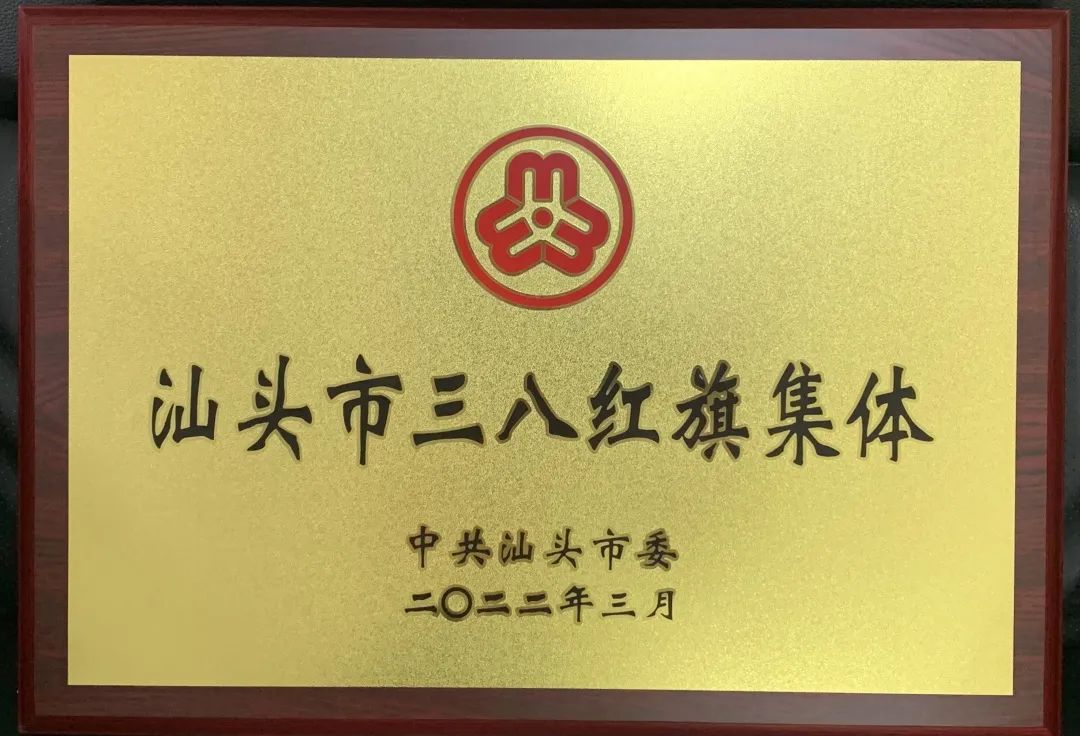 汕头市三八红旗集体
中共汕头市委
二〇二二年三月